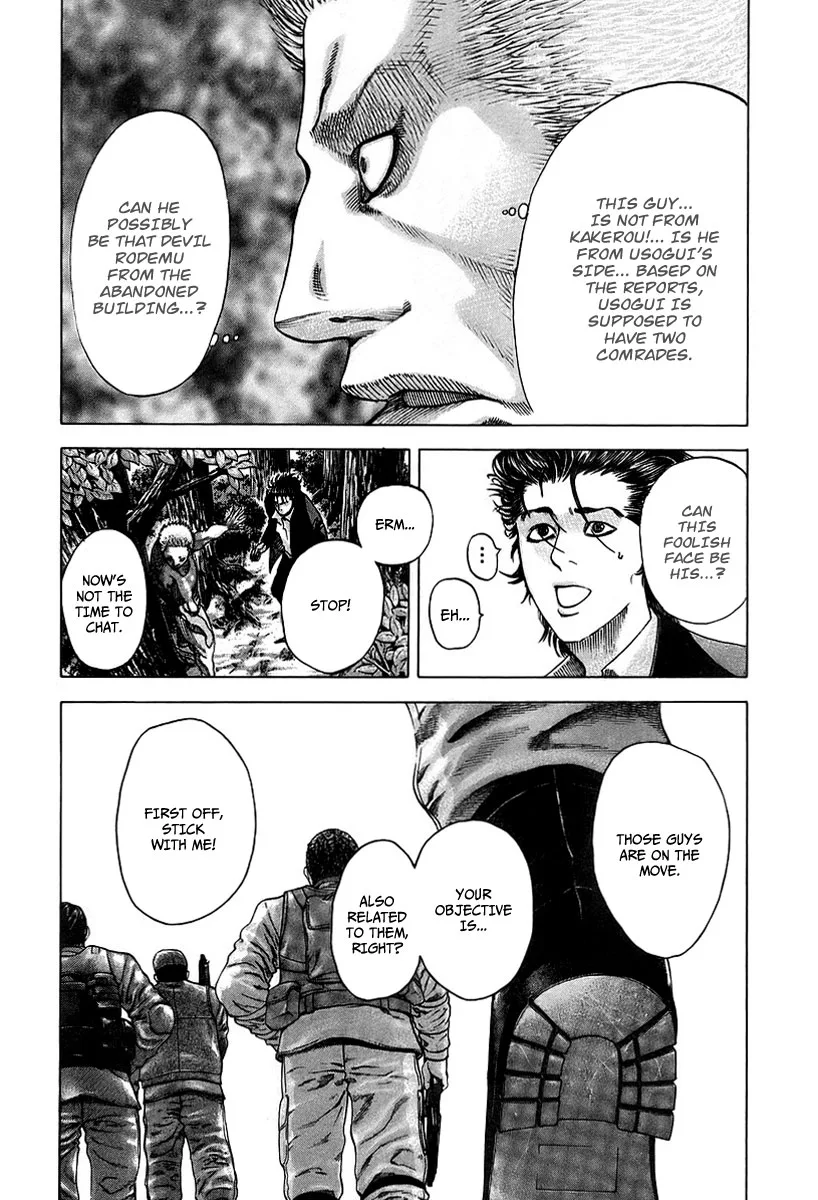 THIS GUY...
IS NOT FROM
KAKEROU!... IS HE
FROM USOGUI'S
SIDE... BASED ON
THE REPORTS,
USOGUI IS
SUPPOSED TO
HAVE TWO
COMRADES.
CAN HE
POSSIBLY
BE THAT DEVIL
RODEMU
FROM THE
ABANDONED
BUILDING...?
CAN
THIS
FOOLISH
FACE BE
HIS...?
...
EH...
ERM...
STOP!
NOW'S
NOT THE
TIME TO
CHAT.
THOSE GUYS
ARE ON THE
MOVE.
YOUR
OBJECTIVE
IS...
ALSO
RELATED
TO THEM,
RIGHT?
FIRST OFF,
STICK
WITH ME!